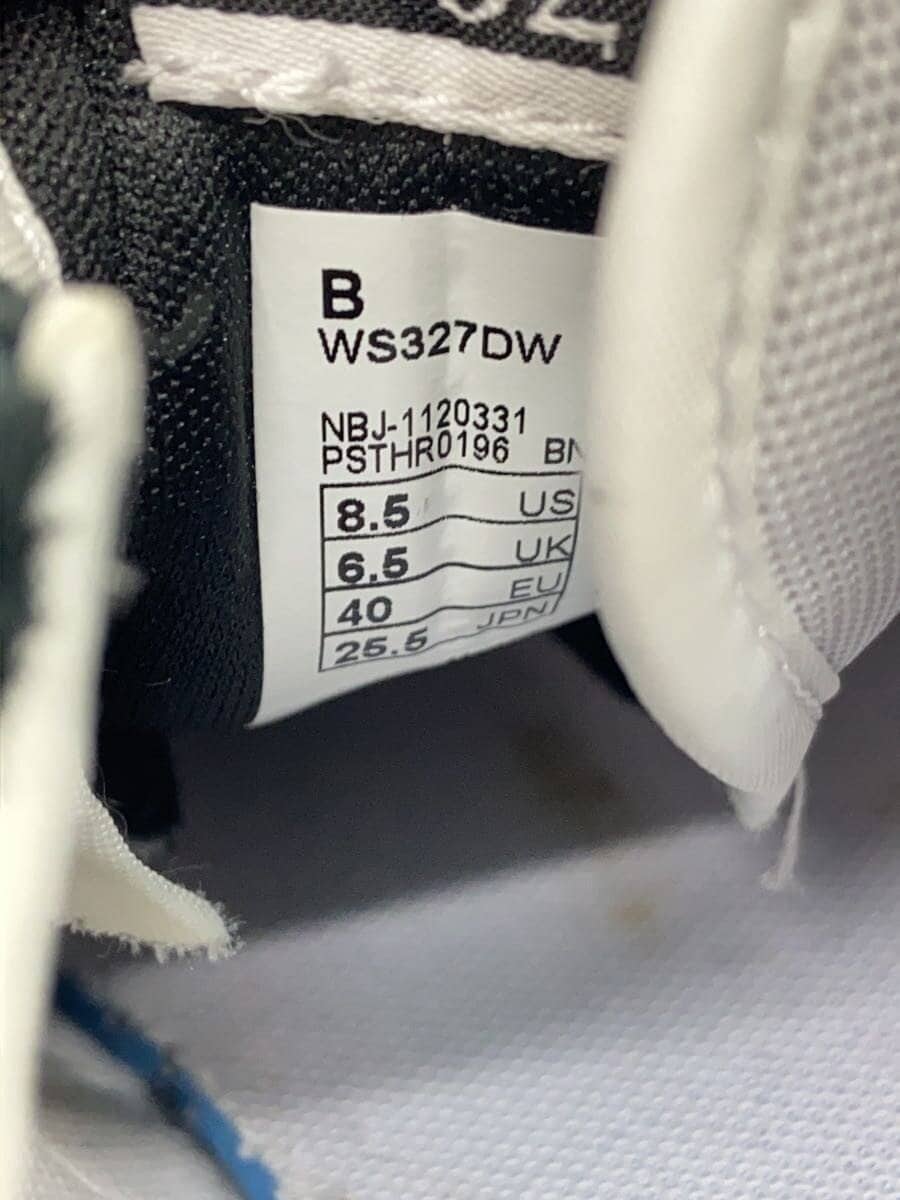 B
WS327DW
NBJ-1120331
PSTHR0196
8.5 US
6.5 UK
40 EU
25.5 JPN